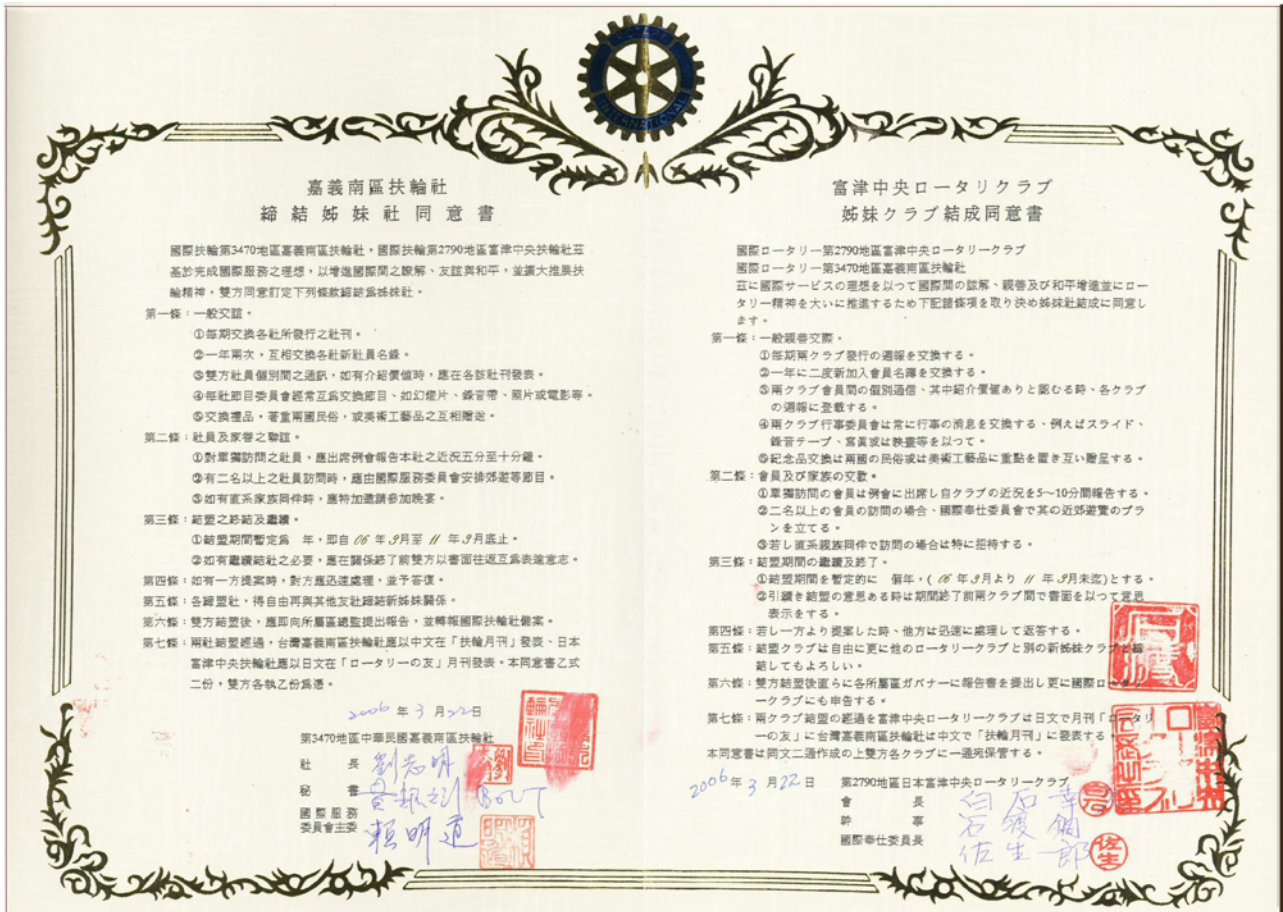 ROTARY
INTERNATIONAL
嘉義南區扶輪社
締結姊妹社同意書
國際扶輪第3470地區嘉義南區扶輪社，國際扶輪第2790地區富津中央扶輪社茲
基於完成國際服務之理想，以增進國際間之瞭解、友誼與和平，並擴大推展扶
輪精神，雙方同意訂定下列條款締結爲姊妹社。
第一條：一般交誼。
①每期交換各社所發行之社刊。
②一年兩次，互相交換各社新社員名錄。
③雙方社員個別間之通訊，如有介紹價值時，應在各該社刊發表。
④每社節目委員會經常互爲交換節目、如幻燈片、錄音帶、照片或電影等。
⑤交換禮品，著重兩國民俗，或美術工藝品之互相贈送。
第二條：社員及家眷之聯誼。
①對單獨訪問之社員，應出席例會報告本社之近況五分至十分鐘。
②有二名以上之社員訪問時，應由國際服務委員會安排郊遊等節目。
③如有直系家族同伴時，應特加邀請參加晚宴。
第三條：結盟之終結及繼續。
①結盟期間暫定爲 年，即自 06 年 3月至 11 年 3月底止。
②如有繼續結社之必要，應在關係終了前雙方以書面往返互爲表達意志。
第四條：如有一方提案時，對方應迅速處理，並予答復。
第五條：各締盟社，得自由再與其他友社締結新姊妹關係。
第六條：雙方結盟後，應即向所屬區總監提出報告，並轉報國際扶輪社備案。
第七條：兩社結盟經過，台灣嘉義南區扶輪社應以中文在「扶輪月刊」發表、日本
富津中央扶輪社應以日文在「ロータリーの友」月刊發表。本同意書乙式
二份，雙方各執乙份爲憑。
2006 年 3 月 22 日
第3470地區中華民國嘉義南區扶輪社
社長 劉志明
秘書
國際服務
委員會主委 賴明道
富津中央ロータリクラブ
姊妹クラブ結成同意書
國際ロータリー第2790地區富津中央ロータリークラブ
國際ロータリー第3470地區嘉義南區扶輪社
茲に國際サービスの理想を以つて國際間の諒解、親善及び和平增進並にロー
タリー精神を大いに推進するため下記諸條項を取り決め姊妹社結成に同意し
ます。
第一條：一般親善交際。
①每期兩クラブ發行の週報を交換する。
②一年に二度新加入會員名簿を交換する。
③兩クラブ會員間の個別通信、其中紹介價值ありと認むる時、各クラブ
の週報に登載する。
④兩クラブ行事委員會は常に行事の消息を交換する、例えばスライド、
錄音テープ、寫眞或は映畫等を以つて。
⑤紀念品交換は兩國の民俗或は美術工藝品に重點を置き互い贈呈する。
第二條：會員及び家族の交歡。
①單獨訪問の會員は例會に出席し自クラブの近況を5～10分間報告する。
②二名以上の會員の訪問の場合、國際奉仕委員會で其の近郊遊覽のプラ
ンを立てる。
③若し直系親族同伴で訪問の場合は特に招待する。
第三條：結盟期間の繼續及び終了。
①結盟期間を暫定的に 個年，( 06 年 3月より 11 年 3月末迄)とする。
②引續き結盟の意思ある時は期間終了前兩クラブ間で書面を以つて意思
表示をする。
第四條：若し一方より提案した時、他方は迅速に處理して返答する。
第五條：結盟クラブは自由に更に他のロータリークラブと別の新姊妹クラブと締
結してもよろしい。
第六條：雙方結盟後直らに各所屬區ガバナーに報告書を提出し更に國際ロータリ
ークラブにも申告する。
第七條：兩クラブ結盟の經過を富津中央ロータリークラブは日文で月刊「ロータリ
ーの友」に台灣嘉義南區扶輪社は中文で「扶輪月刊」に發表する
本同意書は同文二通作成の上雙方各クラブに一通宛保管する。
2006 年 3 月 22 日 第2790地區日本富津中央ロータリークラブ
會長 白石幸
幹事
國際奉仕委員長 佐生一郎